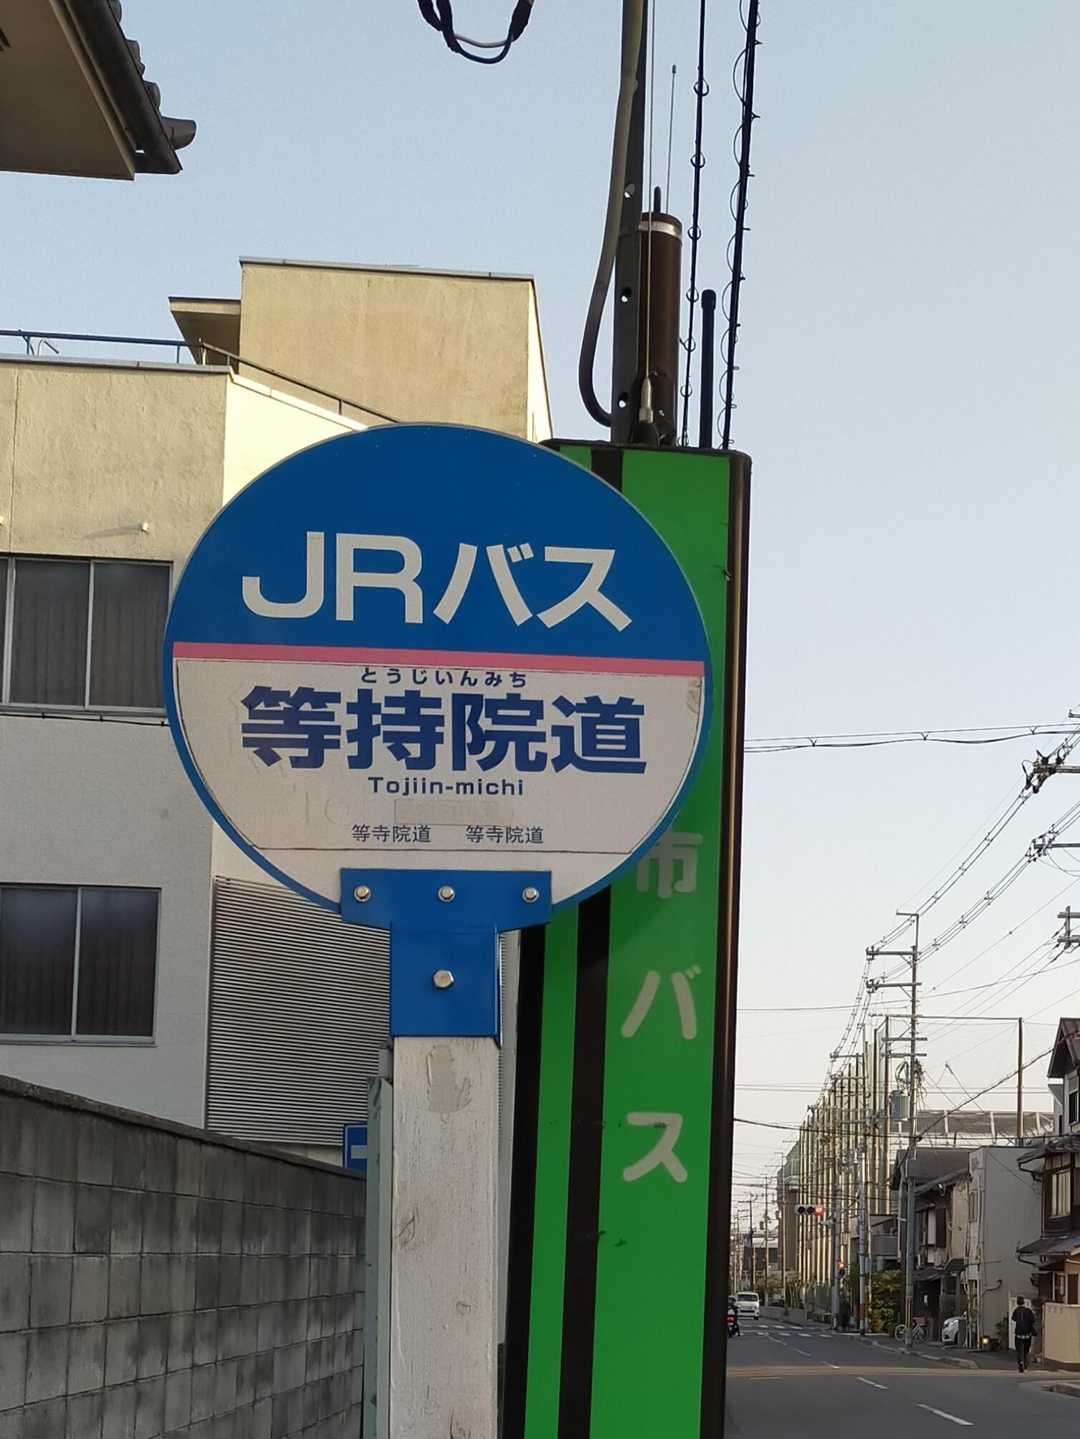 JRバス
とうじいんみち
等持院道
Tojiin-michi
等寺院道 等寺院道
市バス